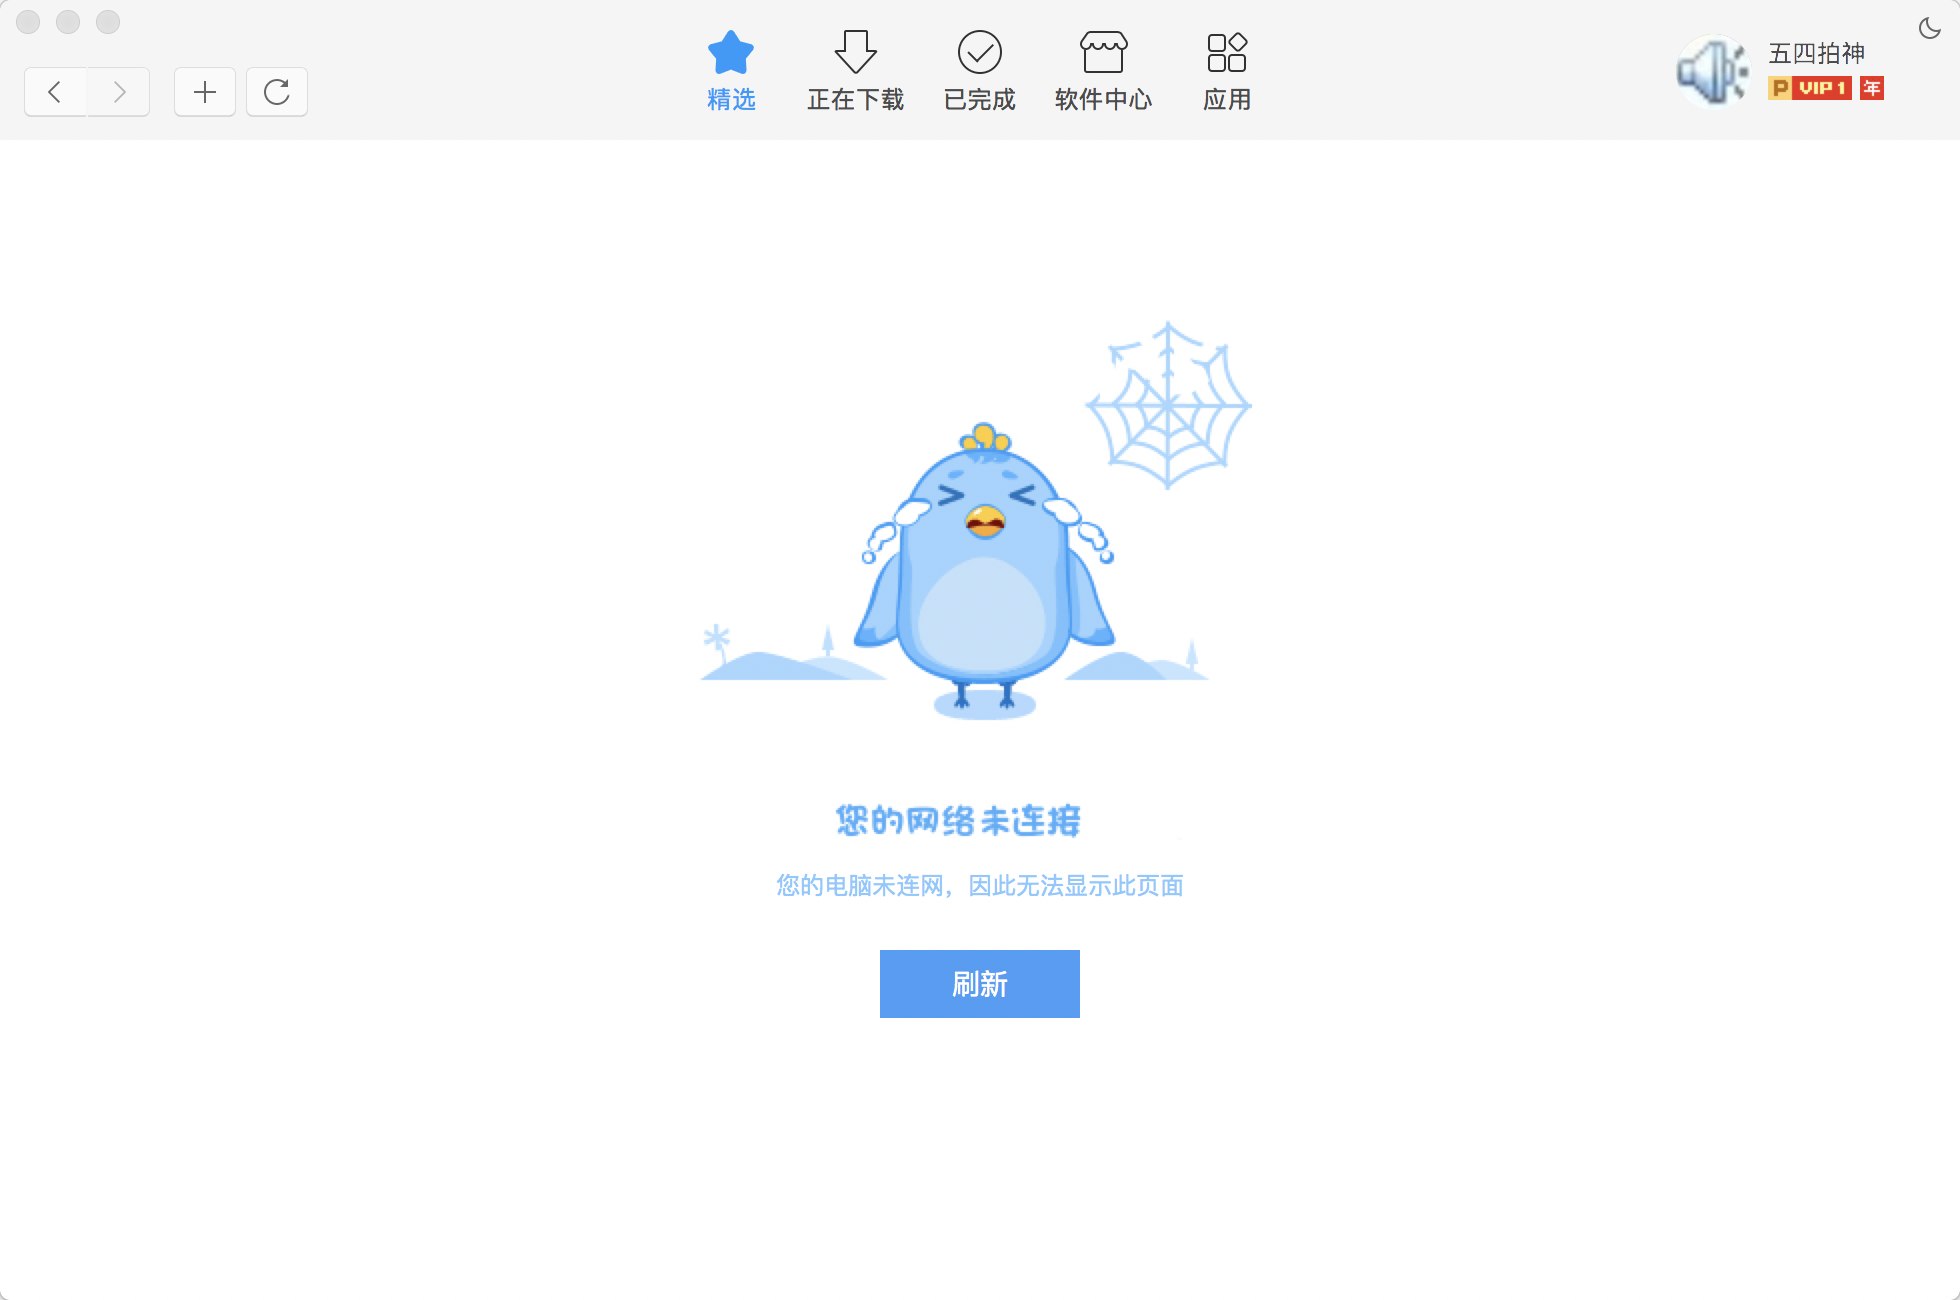 精选
正在下载
已完成
软件中心
应用
五四拍神
P VIP1 年
您的网络未连接
您的电脑未连网，因此无法显示此页面
刷新